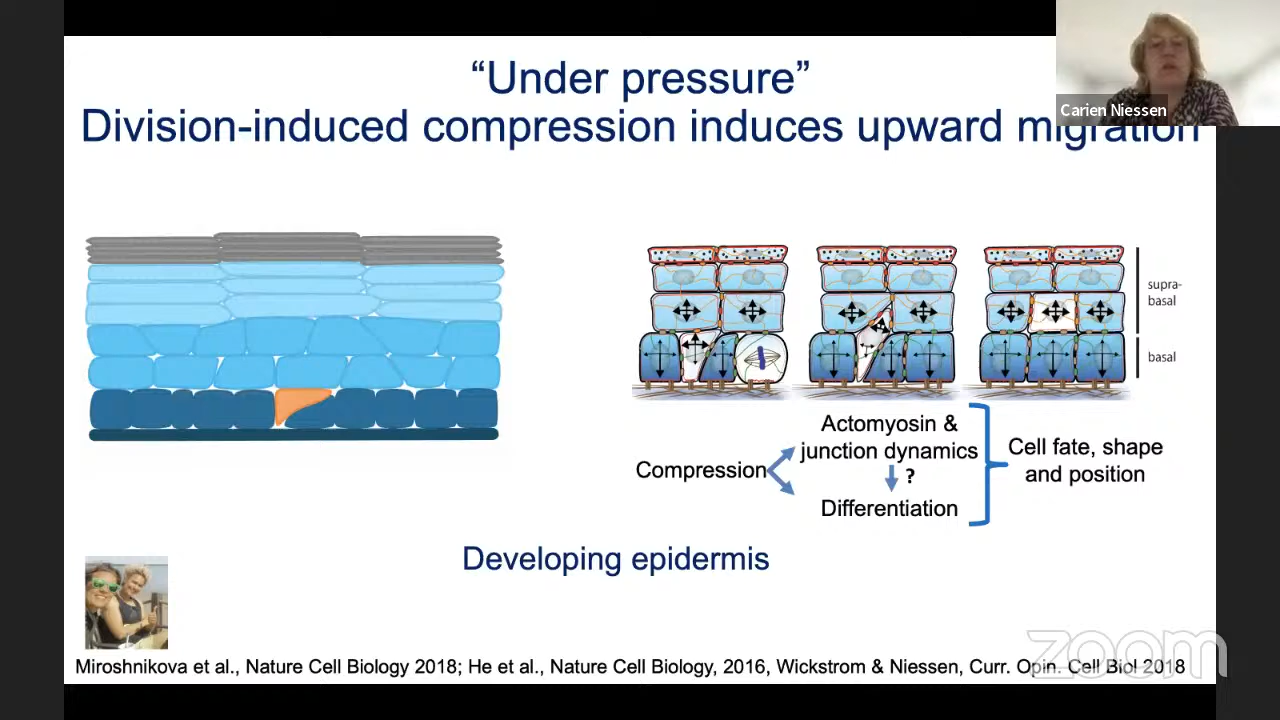 “Under pressure”
Division-induced compression induces upward migration
Carien Niessen
supra-
basal
basal
Actomyosin &
junction dynamics
?
Compression
Differentiation
Cell fate, shape
and position
Developing epidermis
Miroshnikova et al., Nature Cell Biology 2018; He et al., Nature Cell Biology, 2016, Wickstrom & Niessen, Curr. Opin. Cell Biol 2018
zoom